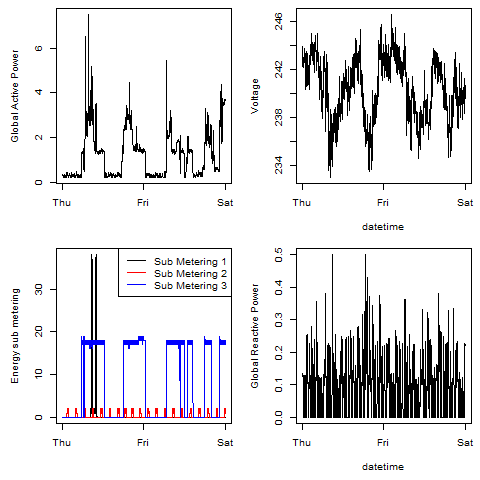 Global Active Power
0 2 4 6
Thu Fri Sat
Voltage
234 238 242 246
Thu Fri Sat
datetime
Energy sub metering
0 10 20 30
Sub Metering 1
Sub Metering 2
Sub Metering 3
Thu Fri Sat
Global Reactive Power
0.0 0.1 0.2 0.3 0.4 0.5
Thu Fri Sat
datetime